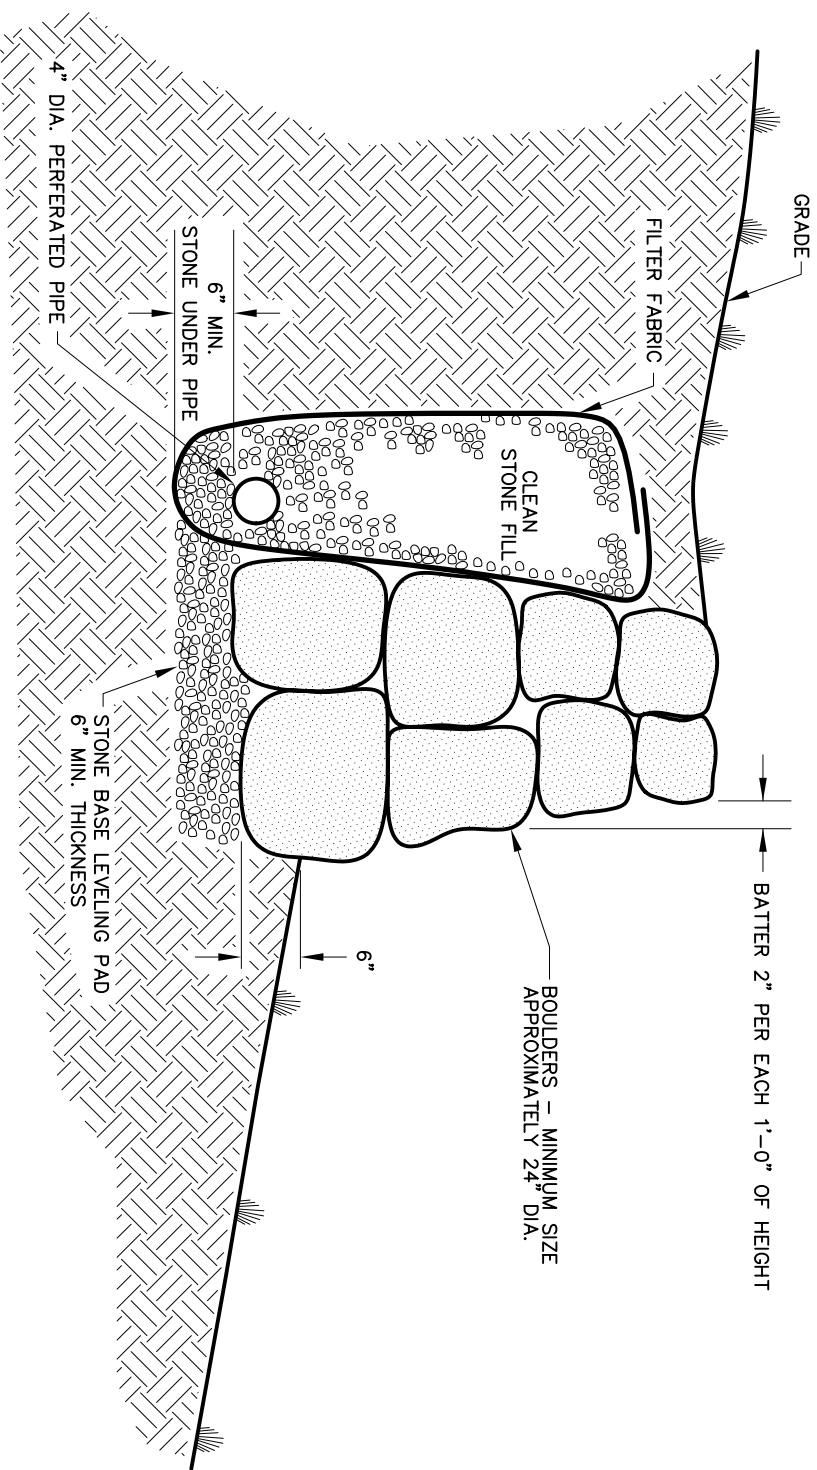 GRADE
BATTER 2" PER EACH 1'-0" OF HEIGHT
FILTER FABRIC
CLEAN
STONE FILL
BOULDERS - MINIMUM SIZE
APPROXIMATELY 24" DIA.
6"
6" MIN.
STONE UNDER PIPE
STONE BASE LEVELING PAD
6" MIN. THICKNESS
4" DIA. PERFERATED PIPE